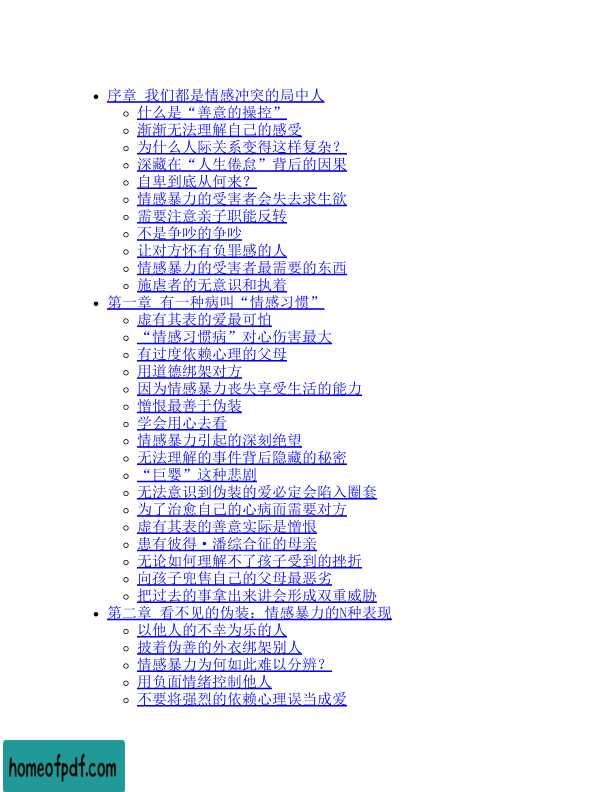 序章 我们都是情感冲突的局中人
什么是“善意的操控”
渐渐无法理解自己的感受
为什么人际关系变得这样复杂？
深藏在“人生倦怠”背后的因果
自卑到底从何来？
情感暴力的受害者会失去求生欲
需要注意亲子职能反转
不是争吵的争吵
让对方怀有负罪感的人
情感暴力的受害者最需要的东西
施虐者的无意识和执着
第一章 有一种病叫“情感习惯”
虚有其表的爱最可怕
“情感习惯病”对心伤害最大
有过度依赖心理的父母
用道德绑架对方
因为情感暴力丧失享受生活的能力
憎恨最善于伪装
学会用心去看
情感暴力引起的深刻绝望
无法理解的事件背后隐藏的秘密
“巨婴”这种悲剧
无法意识到伪装的爱必定会陷入圈套
为了治愈自己的心病而需要对方
虚有其表的善意实际是憎恨
患有彼得·潘综合征的母亲
无论如何理解不了孩子受到的挫折
向孩子兜售自己的父母最恶劣
把过去的事拿出来讲会形成双重威胁
第二章 看不见的伪装：情感暴力的N种表现
以他人的不幸为乐的人
披着伪善的外衣绑架别人
情感暴力为何如此难以分辨？
用负面情绪控制他人
不要将强烈的依赖心理误当成爱
homeofpdf.com